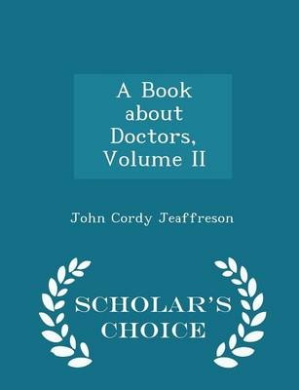 A Book
about
Doctors,
Volume II
John Cordy Jeaffreson
SCHOLAR'S
CHOICE